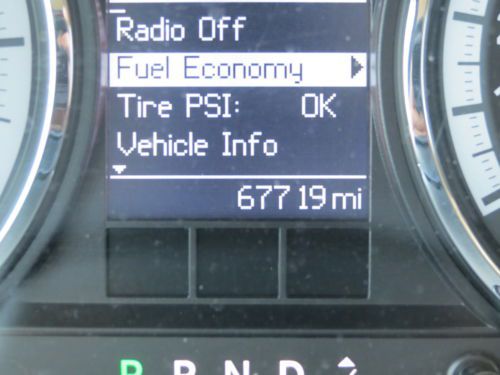 Radio Off
Fuel Economy
Tire PSI: OK
Vehicle Info
67719 mi
P R N D